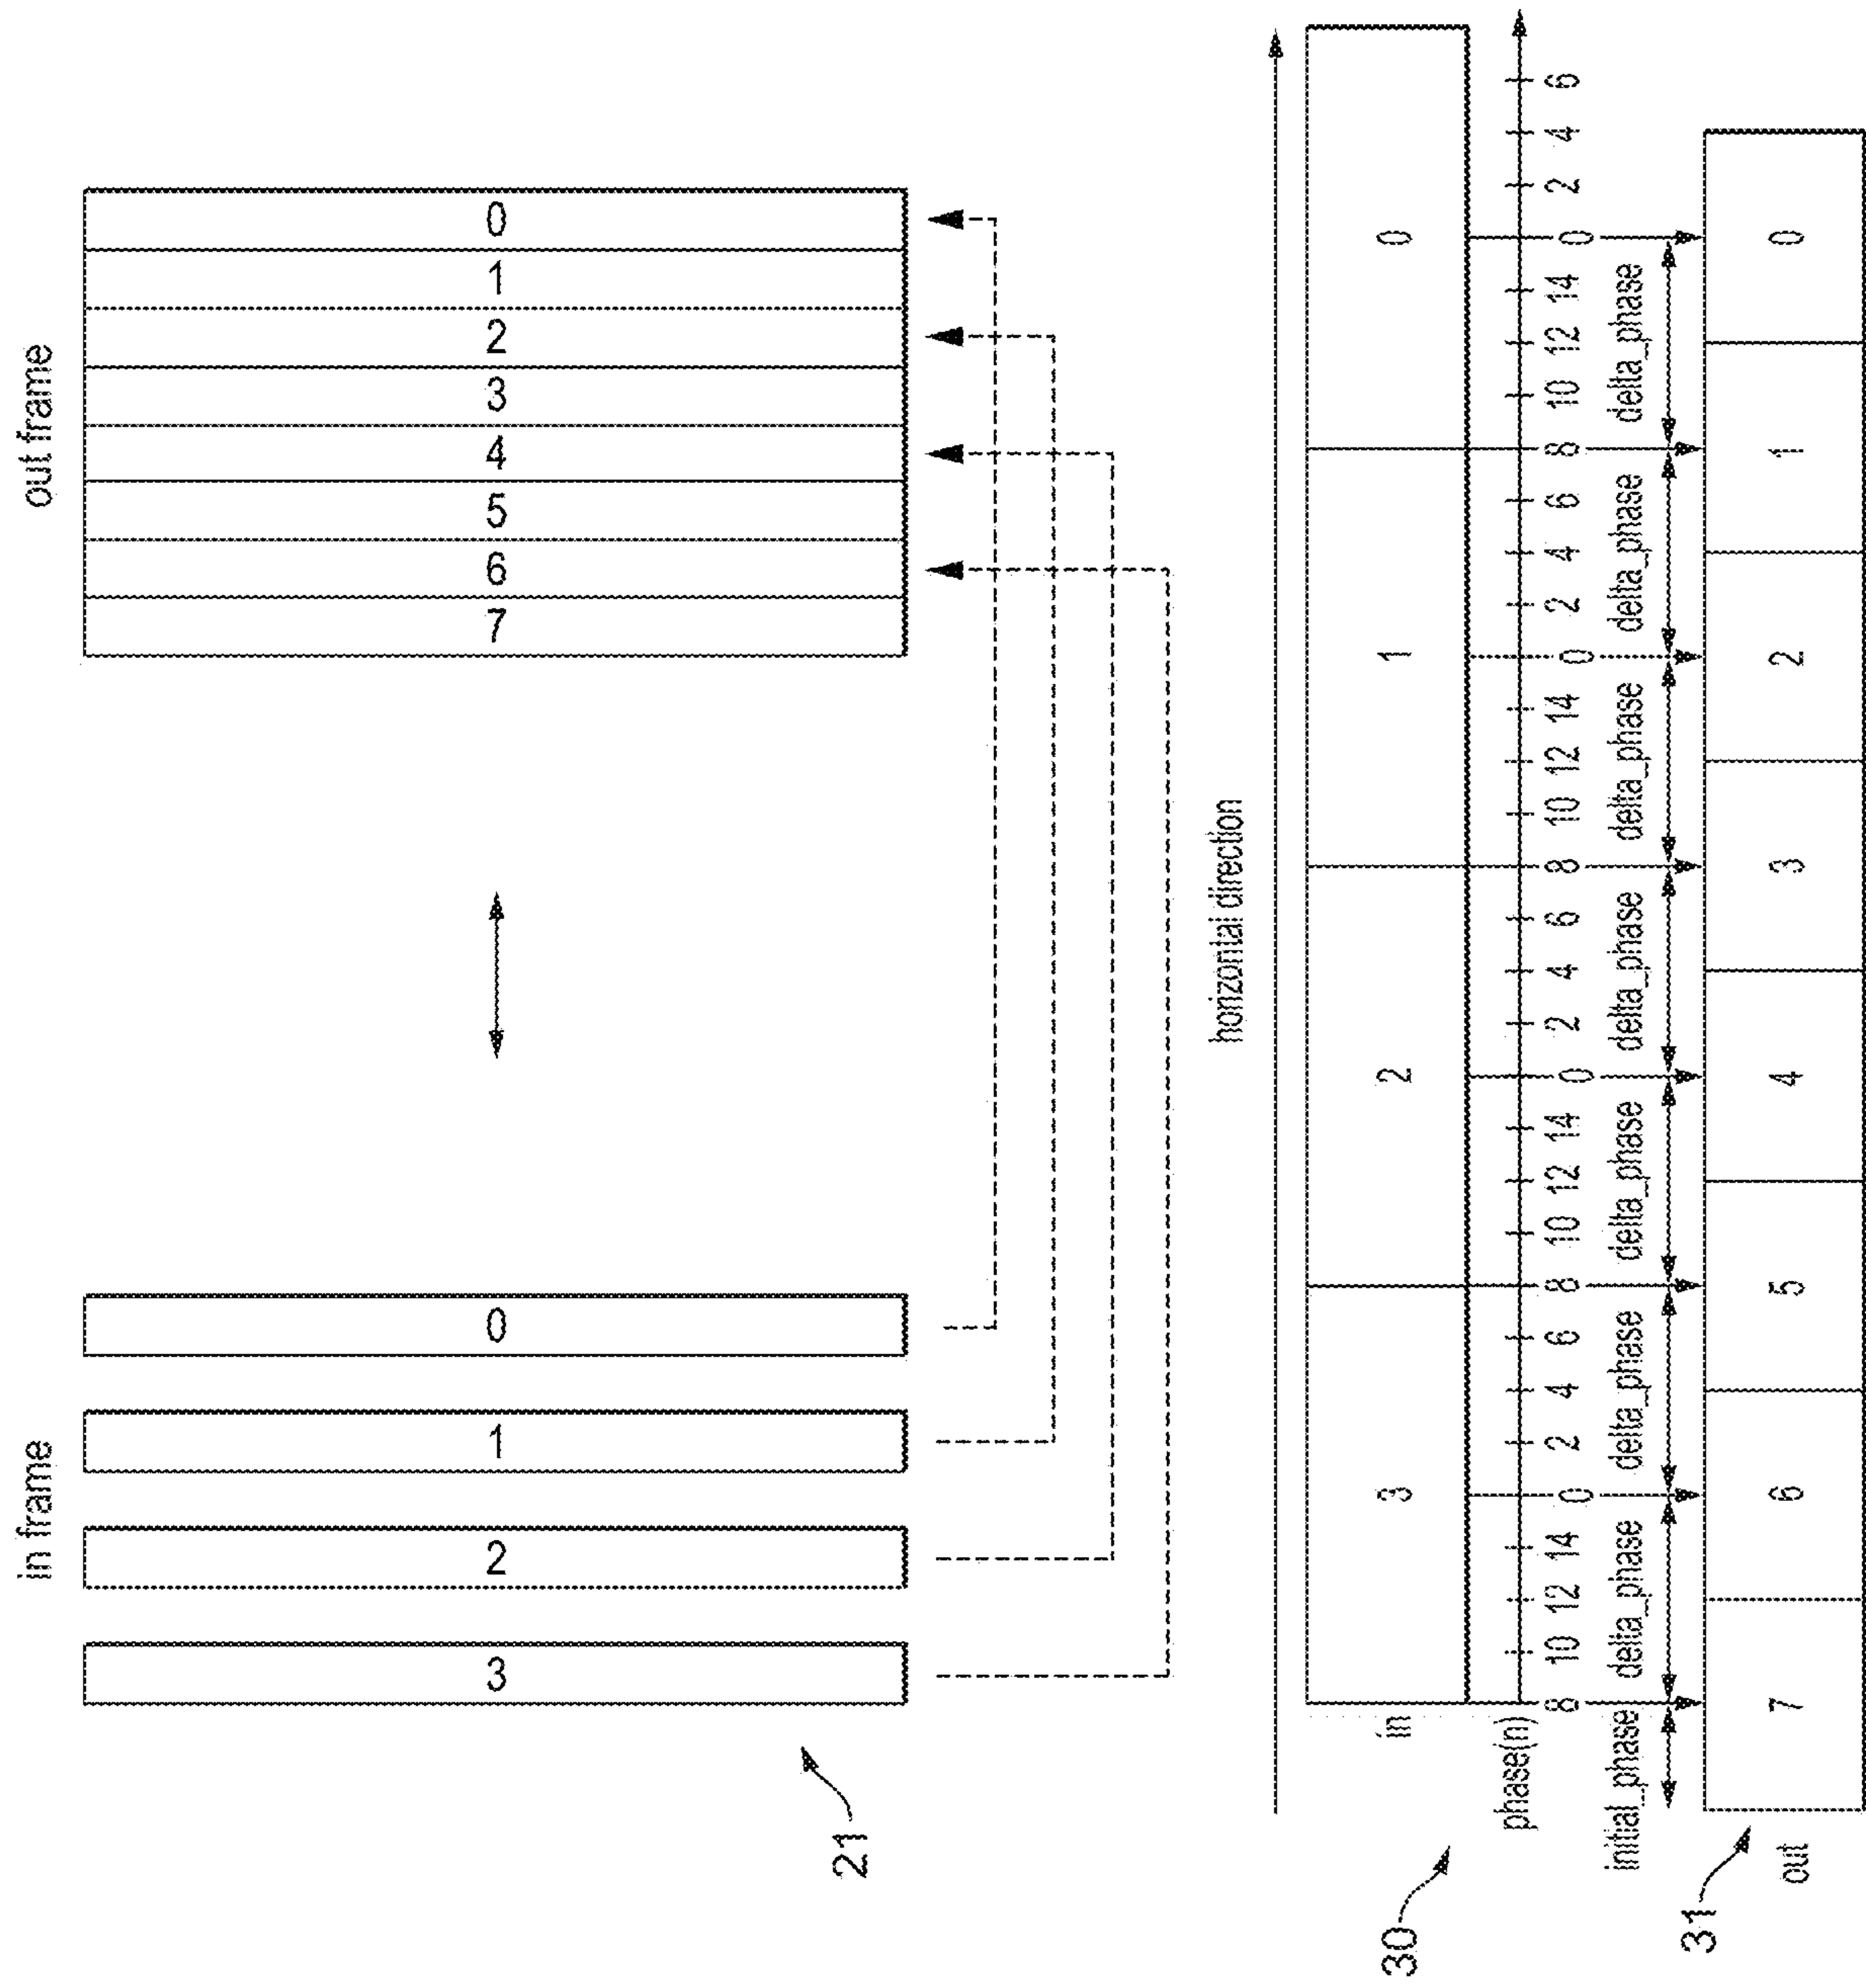 in frame
out frame
3 2 1 0
7 6 5 4 3 2 1 0
21
horizontal direction
in 3 2 1 0
30
phase(n)
8 10 12 14 0 2 4 6 8 10 12 14 0 2 4 6 8 10 12 14 0 2 4 6 8 10 12 14 0 2 4 6
initial_phase delta_phase delta_phase delta_phase delta_phase delta_phase delta_phase delta_phase
31
out 7 6 5 4 3 2 1 0